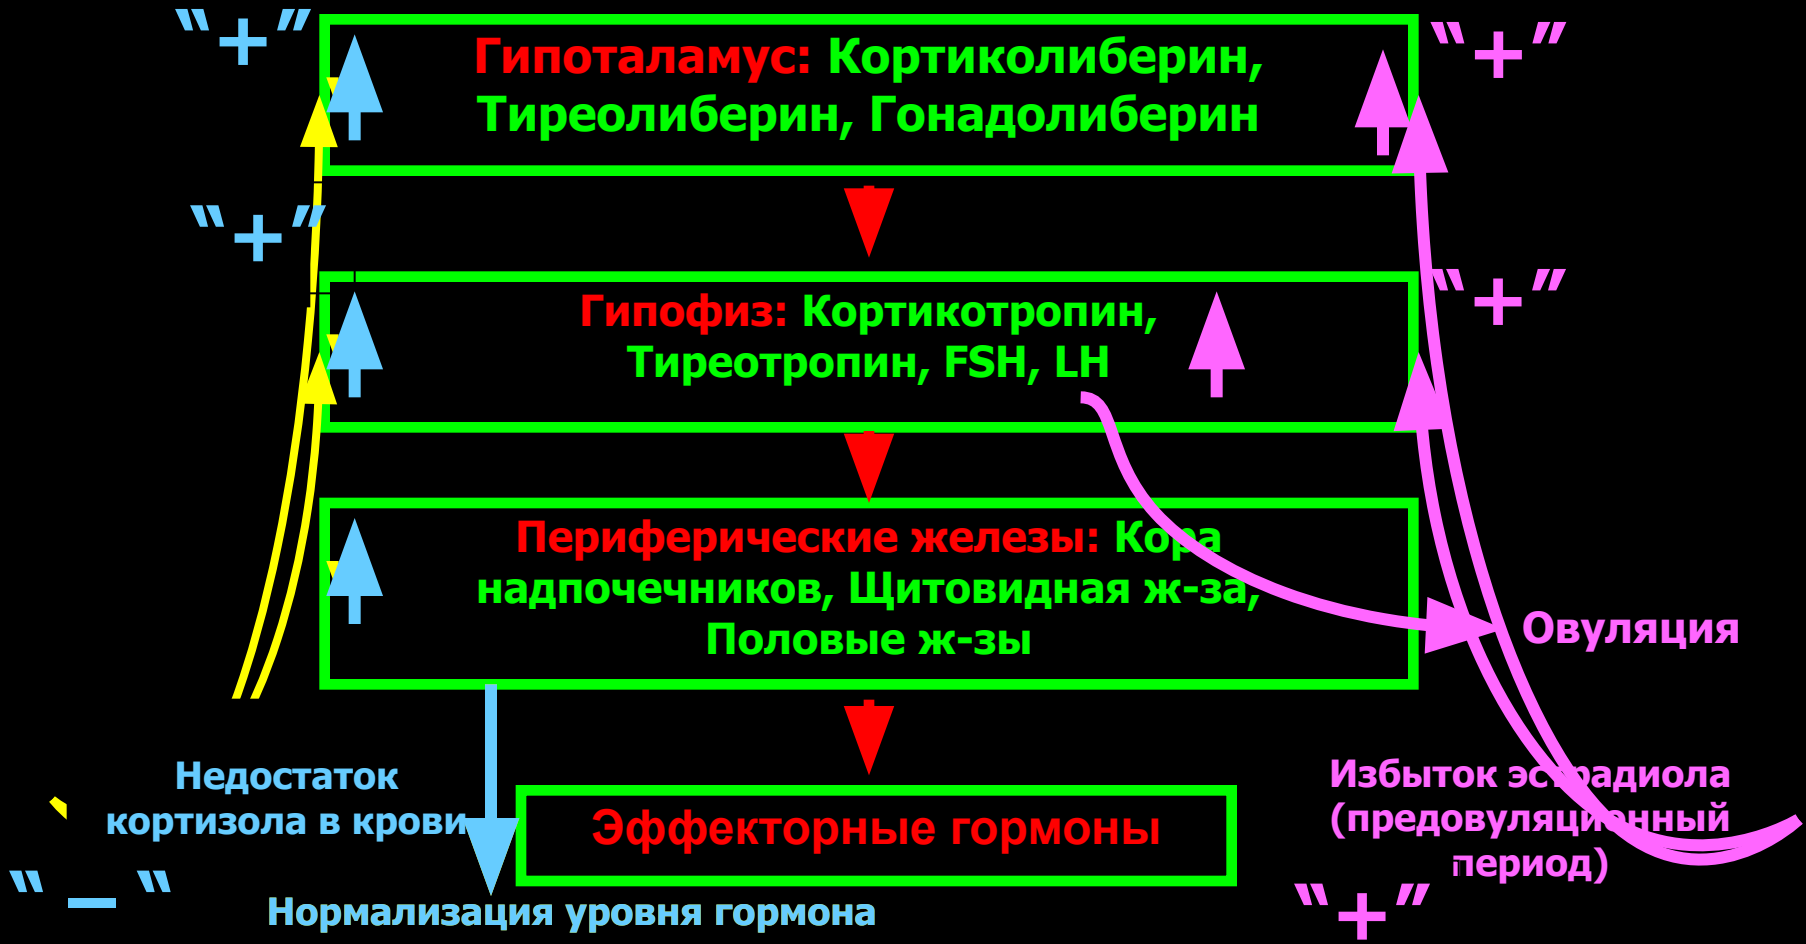 ‟+”
Гипоталамус: Кортиколиберин,
Тиреолиберин, Гонадолиберин
‟+”
‟+”
Гипофиз: Кортикотропин,
Тиреотропин, FSH, LH
‟+”
Периферические железы: Кора
надпочечников, Щитовидная ж-за,
Половые ж-зы
Овуляция
Недостаток
кортизола в крови
Эффекторные гормоны
Избыток эстрадиола
(предовуляционный
период)
‟ – ‟
Нормализация уровня гормона
‟+”